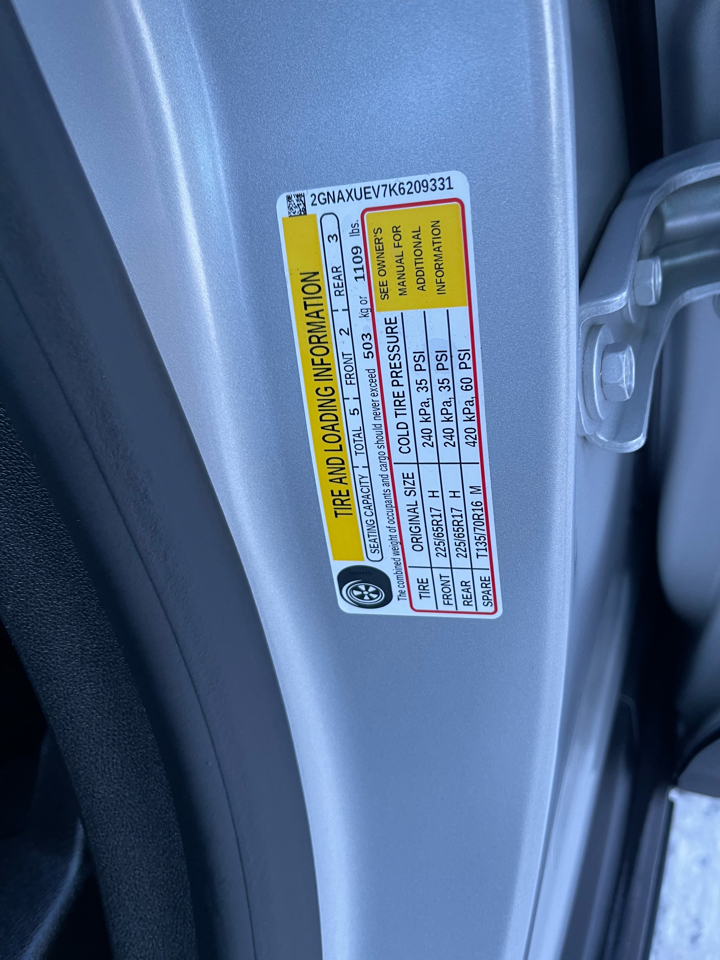 2GNAXUEV7K6209331
TIRE AND LOADING INFORMATION
SEATING CAPACITY TOTAL 5 FRONT 2 REAR 3
The combined weight of occupants and cargo should never exceed 503 kg or 1109 lbs.
TIRE ORIGINAL SIZE COLD TIRE PRESSURE
FRONT 225/65R17 H 240 kPa, 35 PSI
REAR 225/65R17 H 240 kPa, 35 PSI
SPARE T135/70R16 M 420 kPa, 60 PSI
SEE OWNER'S
MANUAL FOR
ADDITIONAL
INFORMATION